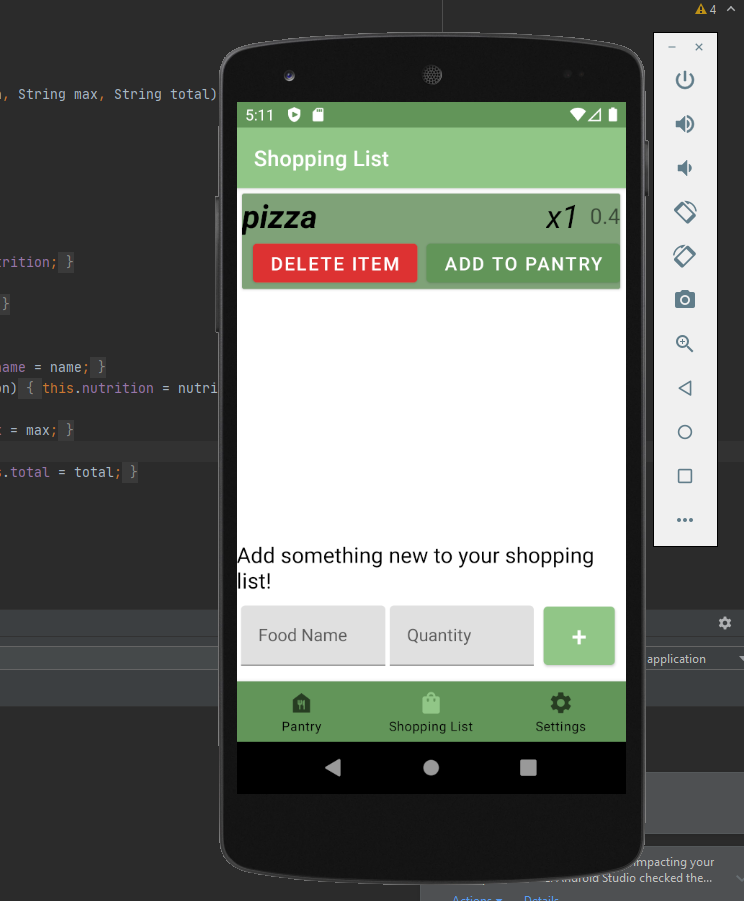 4
, String max, String total)
5:11
Shopping List
pizza x1 0.4
DELETE ITEM ADD TO PANTRY
trition; }
}
name = name; }
on) { this.nutrition = nutri
= max; }
.total = total; }
Add something new to your shopping
list!
Food Name Quantity +
application
Pantry Shopping List Settings
impacting your
Android Studio checked the...
Actions Details